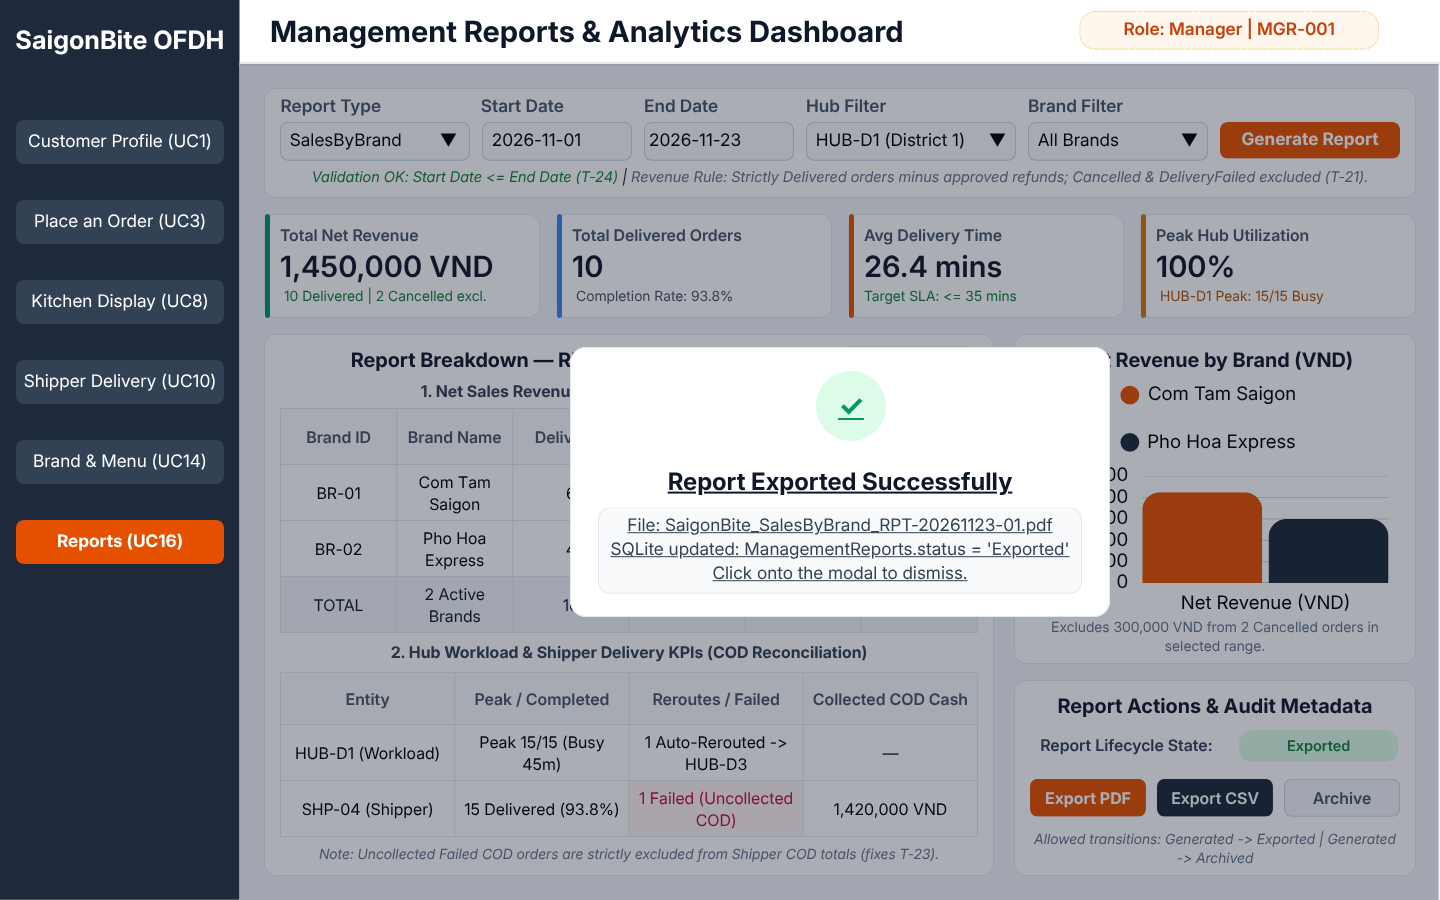 SaigonBite OFDH
Customer Profile (UC1)
Place an Order (UC3)
Kitchen Display (UC8)
Shipper Delivery (UC10)
Brand & Menu (UC14)
Reports (UC16)
Management Reports & Analytics Dashboard
Role: Manager | MGR-001
Report Type
Start Date
End Date
Hub Filter
Brand Filter
SalesByBrand ▼
2026-11-01
2026-11-23
HUB-D1 (District 1) ▼
All Brands ▼
Generate Report
Validation OK: Start Date <= End Date (T-24) | Revenue Rule: Strictly Delivered orders minus approved refunds; Cancelled & DeliveryFailed excluded (T-21).
Total Net Revenue
1,450,000 VND
10 Delivered | 2 Cancelled excl.
Total Delivered Orders
10
Completion Rate: 93.8%
Avg Delivery Time
26.4 mins
Target SLA: <= 35 mins
Peak Hub Utilization
100%
HUB-D1 Peak: 15/15 Busy
Report Breakdown —
1. Net Sales
Brand ID
Brand Name
BR-01
Com Tam
Saigon
BR-02
Pho Hoa
Express
TOTAL
2 Active
Brands
Report Exported Successfully
File: SaigonBite_SalesByBrand_RPT-20261123-01.pdf
SQLite updated: ManagementReports.status = 'Exported'
Click onto the modal to dismiss.
2. Hub Workload & Shipper Delivery KPIs (COD Reconciliation)
Entity
Peak / Completed
Reroutes / Failed
Collected COD Cash
HUB-D1 (Workload)
Peak 15/15 (Busy
45m)
1 Auto-Rerouted ->
HUB-D3
—
SHP-04 (Shipper)
15 Delivered (93.8%)
1 Failed (Uncollected
COD)
1,420,000 VND
Note: Uncollected Failed COD orders are strictly excluded from Shipper COD totals (fixes T-23).
Revenue by Brand (VND)
Com Tam Saigon
Pho Hoa Express
0
Net Revenue (VND)
Excludes 300,000 VND from 2 Cancelled orders in
selected range.
Report Actions & Audit Metadata
Report Lifecycle State:
Exported
Export PDF
Export CSV
Archive
Allowed transitions: Generated -> Exported | Generated
-> Archived